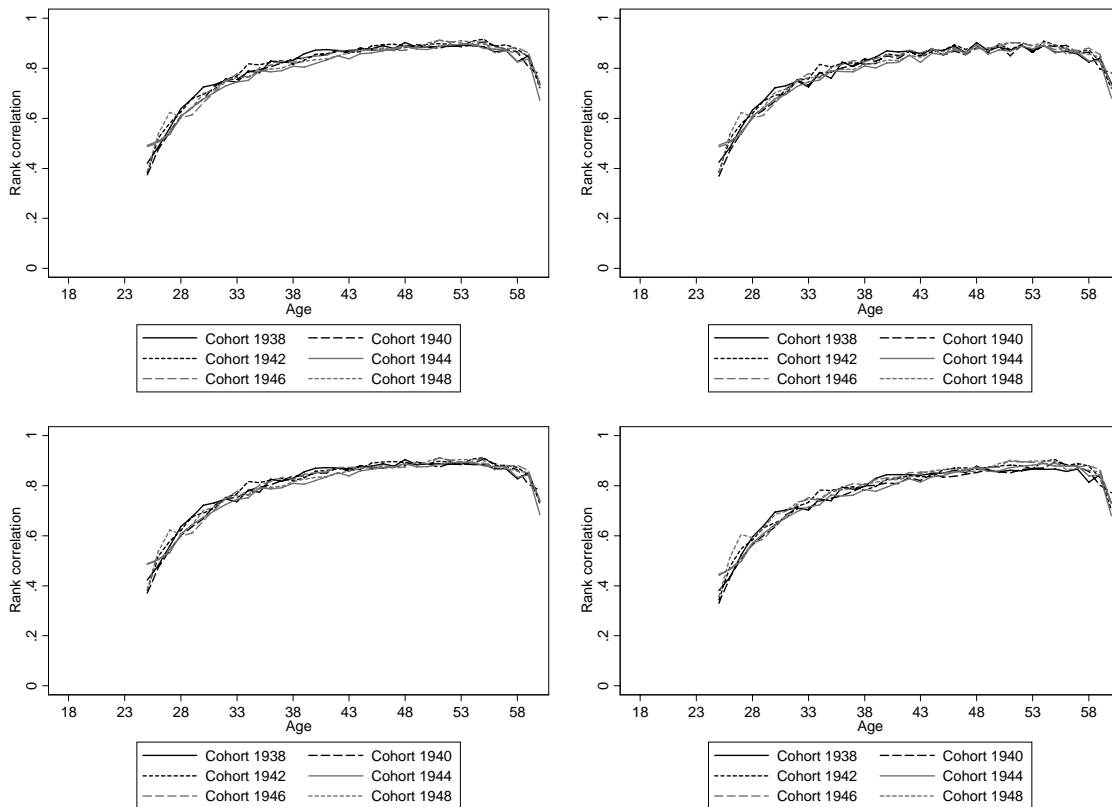 1
.8
.6
.4
.2
0
Rank correlation
18 23 28 33 38 43 48 53 58
Age
Cohort 1938 Cohort 1940
Cohort 1942 Cohort 1944
Cohort 1946 Cohort 1948
1
.8
.6
.4
.2
0
Rank correlation
18 23 28 33 38 43 48 53 58
Age
Cohort 1938 Cohort 1940
Cohort 1942 Cohort 1944
Cohort 1946 Cohort 1948
1
.8
.6
.4
.2
0
Rank correlation
18 23 28 33 38 43 48 53 58
Age
Cohort 1938 Cohort 1940
Cohort 1942 Cohort 1944
Cohort 1946 Cohort 1948
1
.8
.6
.4
.2
0
Rank correlation
18 23 28 33 38 43 48 53 58
Age
Cohort 1938 Cohort 1940
Cohort 1942 Cohort 1944
Cohort 1946 Cohort 1948